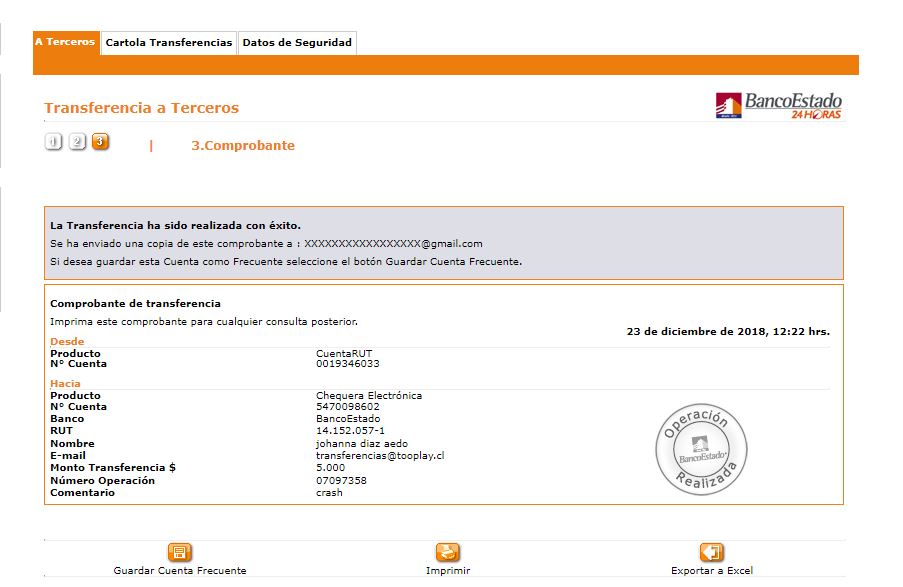 A Terceros Cartola Transferencias Datos de Seguridad
Transferencia a Terceros
BancoEstado
24HORAS
1 2 3 | 3.Comprobante
La Transferencia ha sido realizada con éxito.
Se ha enviado una copia de este comprobante a : XXXXXXXXXXXXXXXXX@gmail.com
Si desea guardar esta Cuenta como Frecuente seleccione el botón Guardar Cuenta Frecuente.
Comprobante de transferencia
Imprima este comprobante para cualquier consulta posterior.
23 de diciembre de 2018, 12:22 hrs.
Desde
Producto CuentaRUT
Nº Cuenta 0019346033
Hacia
Producto Chequera Electrónica
Nº Cuenta 5470098602
Banco BancoEstado
RUT 14.152.057-1
Nombre johanna diaz aedo
E-mail transferencias@tooplay.cl
Monto Transferencia $ 5.000
Número Operación 07097358
Comentario crash
Operación
BancoEstado
Realizada
Guardar Cuenta Frecuente Imprimir Exportar a Excel